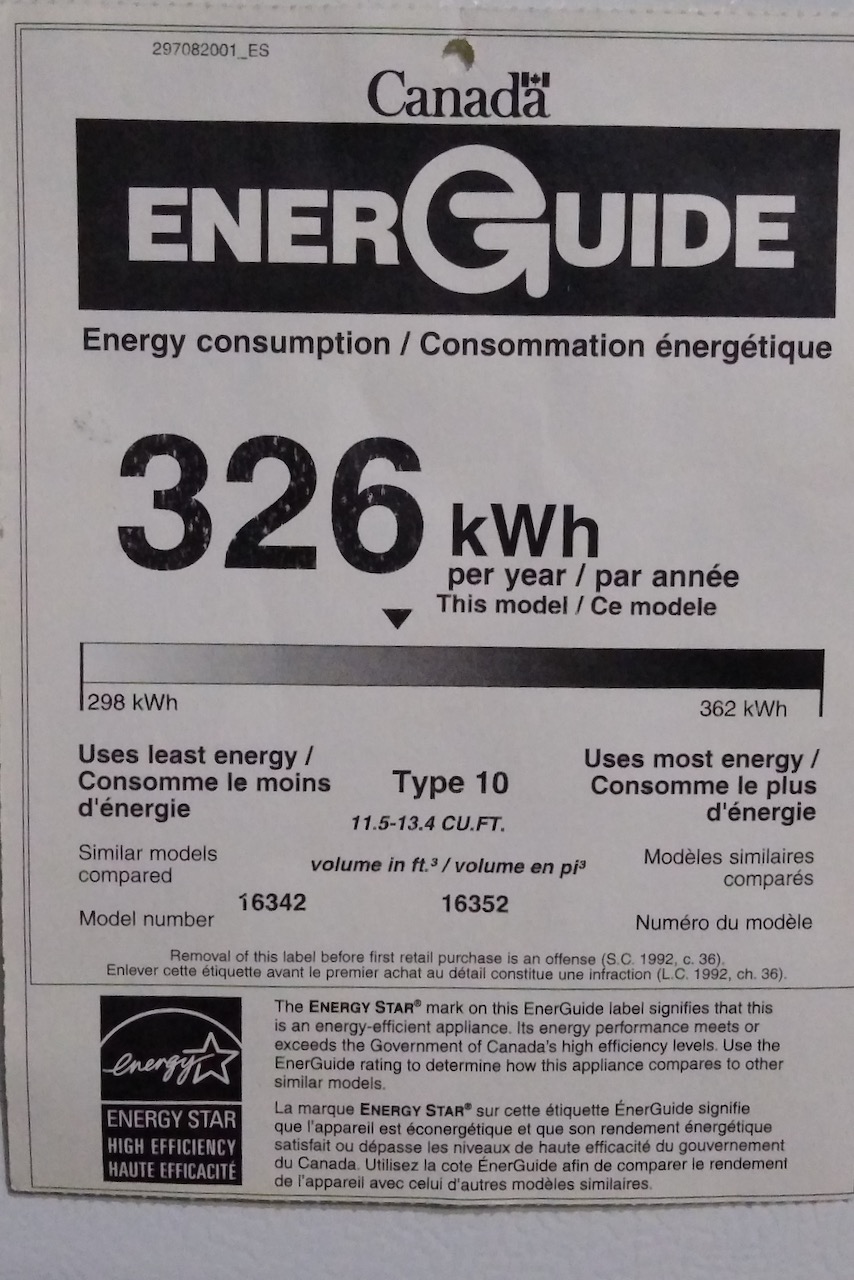 297082001_ES
Canada
ENERGUIDE
Energy consumption / Consommation énergétique
326 kWh
per year / par année
This model / Ce modele
298 kWh
362 kWh
Uses least energy /
Consomme le moins
d'énergie
Type 10
11.5-13.4 CU.FT.
Uses most energy /
Consomme le plus
d'énergie
Similar models
compared
volume in ft.³ / volume en pi³
Modèles similaires
comparés
Model number
16342 16352
Numéro du modèle
Removal of this label before first retail purchase is an offense (S.C. 1992, c. 36).
Enlever cette étiquette avant le premier achat au détail constitue une infraction (L.C. 1992, ch. 36).
energy
ENERGY STAR
HIGH EFFICIENCY
HAUTE EFFICACITÉ
The ENERGY STAR® mark on this EnerGuide label signifies that this
is an energy-efficient appliance. Its energy performance meets or
exceeds the Government of Canada's high efficiency levels. Use the
EnerGuide rating to determine how this appliance compares to other
similar models.
La marque ENERGY STAR® sur cette étiquette ÉnerGuide signifie
que l'appareil est éconergétique et que son rendement énergétique
satisfait ou dépasse les niveaux de haute efficacité du gouvernement
du Canada. Utilisez la cote ÉnerGuide afin de comparer le rendement
de l'appareil avec celui d'autres modèles similaires.